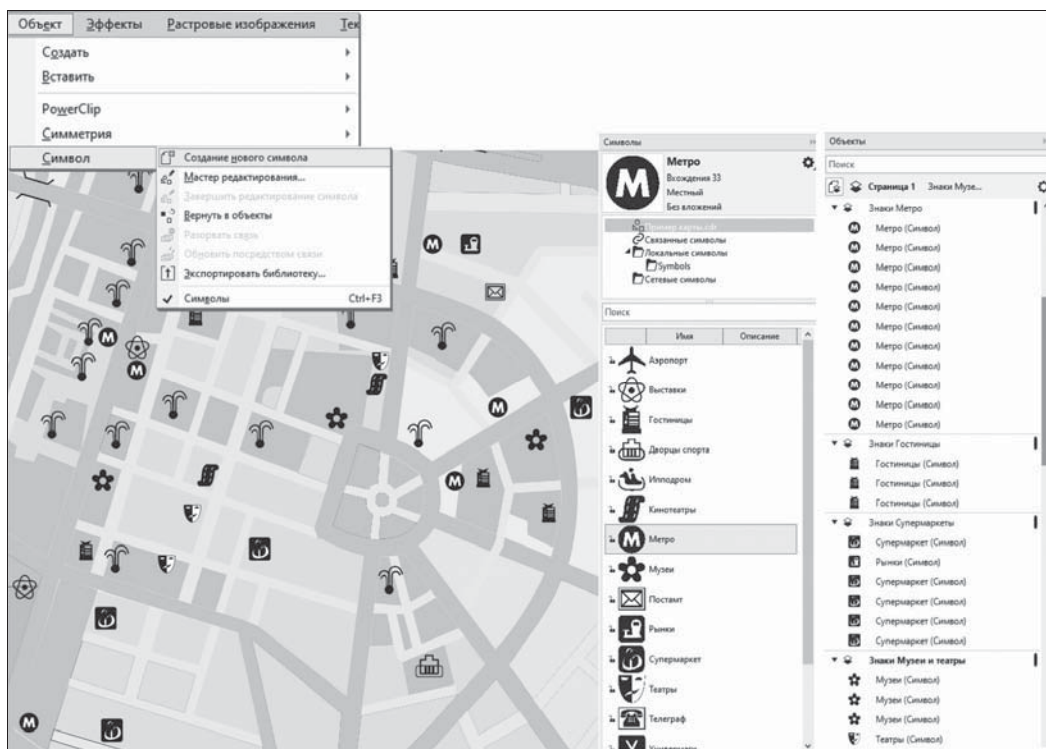 Объект Эффекты Растровые изображения Тек
Создать
Вставить
PowerClip
Симметрия
Символ
Создание нового символа
Мастер редактирования...
Завершить редактирование символа
Вернуть в объекты
Разорвать связь
Обновить посредством связи
Экспортировать библиотеку...
Символы Ctrl+F3
Символы
Метро
Вхождения 33
Местный
Без вложений
Пример карты.cdr
Связанные символы
Локальные символы
Symbols
Сетевые символы
Поиск
Имя Описание
Аэропорт
Выставки
Гостиницы
Дворцы спорта
Ипподром
Кинотеатры
Метро
Музеи
Постамт
Рынки
Супермаркет
Театры
Телеграф
Объекты
Поиск
Страница 1 Знаки Музе...
Знаки Метро
Метро (Символ)
Метро (Символ)
Метро (Символ)
Метро (Символ)
Метро (Символ)
Метро (Символ)
Метро (Символ)
Метро (Символ)
Метро (Символ)
Метро (Символ)
Метро (Символ)
Знаки Гостиницы
Гостиницы (Символ)
Гостиницы (Символ)
Гостиницы (Символ)
Знаки Супермаркеты
Супермаркет (Символ)
Рынки (Символ)
Супермаркет (Символ)
Супермаркет (Символ)
Супермаркет (Символ)
Супермаркет (Символ)
Знаки Музеи и театры
Музеи (Символ)
Музеи (Символ)
Музеи (Символ)
Театры (Символ)